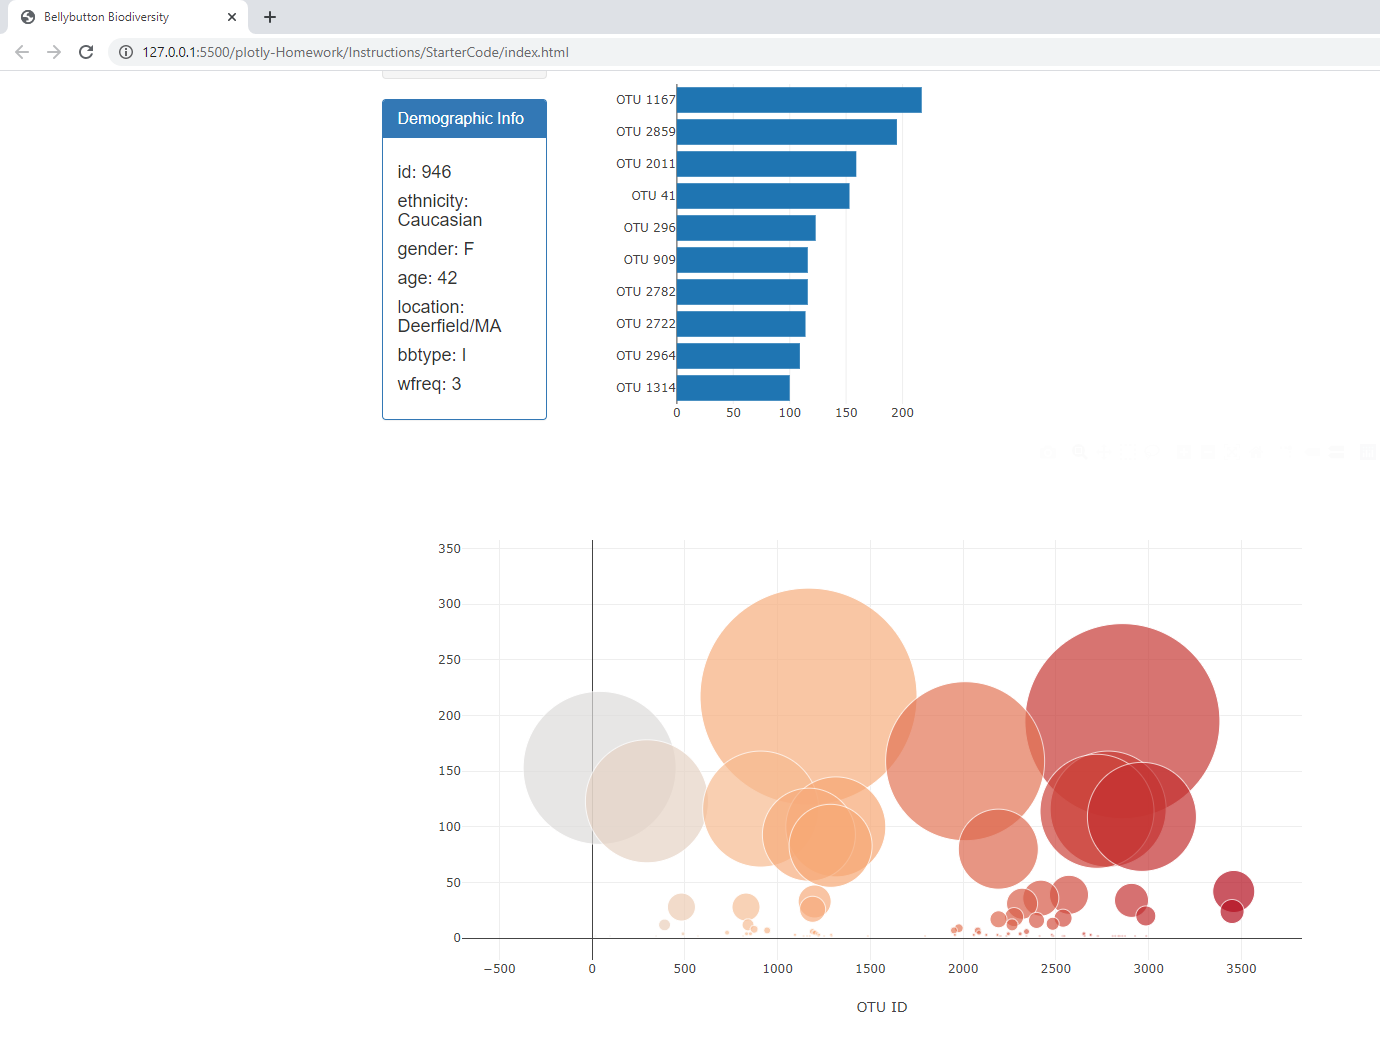 Bellybutton Biodiversity
127.0.0.1:5500/plotly-Homework/Instructions/StarterCode/index.html
Demographic Info
id: 946
ethnicity:
Caucasian
gender: F
age: 42
location:
Deerfield/MA
bbtype: I
wfreq: 3
OTU 1167
OTU 2859
OTU 2011
OTU 41
OTU 296
OTU 909
OTU 2782
OTU 2722
OTU 2964
OTU 1314
0 50 100 150 200
350
300
250
200
150
100
50
0
−500 0 500 1000 1500 2000 2500 3000 3500
OTU ID